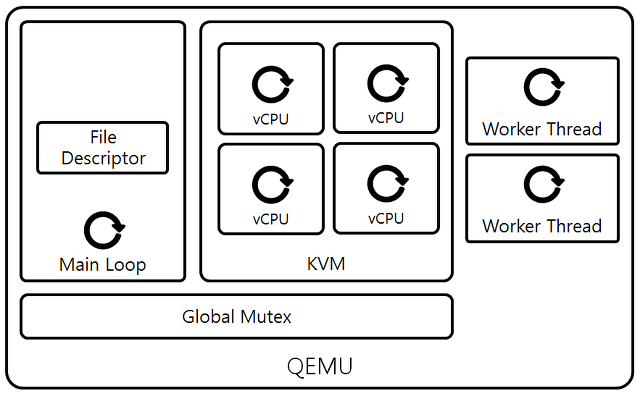 File
Descriptor
Main Loop
vCPU
vCPU
vCPU
vCPU
KVM
Worker Thread
Worker Thread
Global Mutex
QEMU